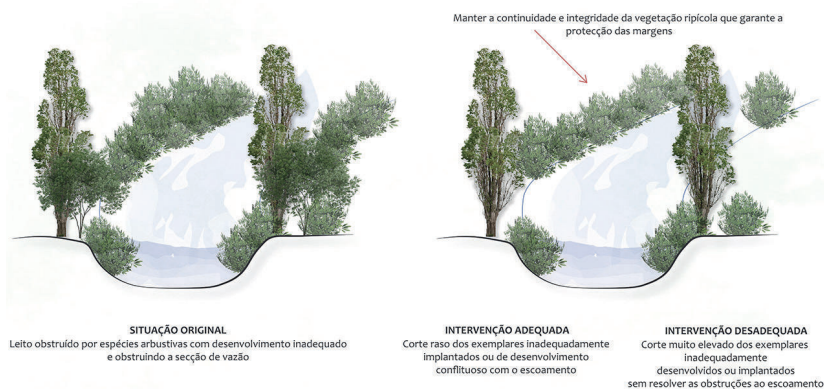 Manter a continuidade e integridade da vegetação ripícola que garante a
protecção das margens
SITUAÇÃO ORIGINAL
Leito obstruído por espécies arbustivas com desenvolvimento inadequado
e obstruindo a secção de vazão
INTERVENÇÃO ADEQUADA
Corte raso dos exemplares inadequadamente
implantados ou de desenvolvimento
conflituoso com o escoamento
INTERVENÇÃO DESADEQUADA
Corte muito elevado dos exemplares
inadequadamente
desenvolvidos ou implantados
sem resolver as obstruções ao escoamento